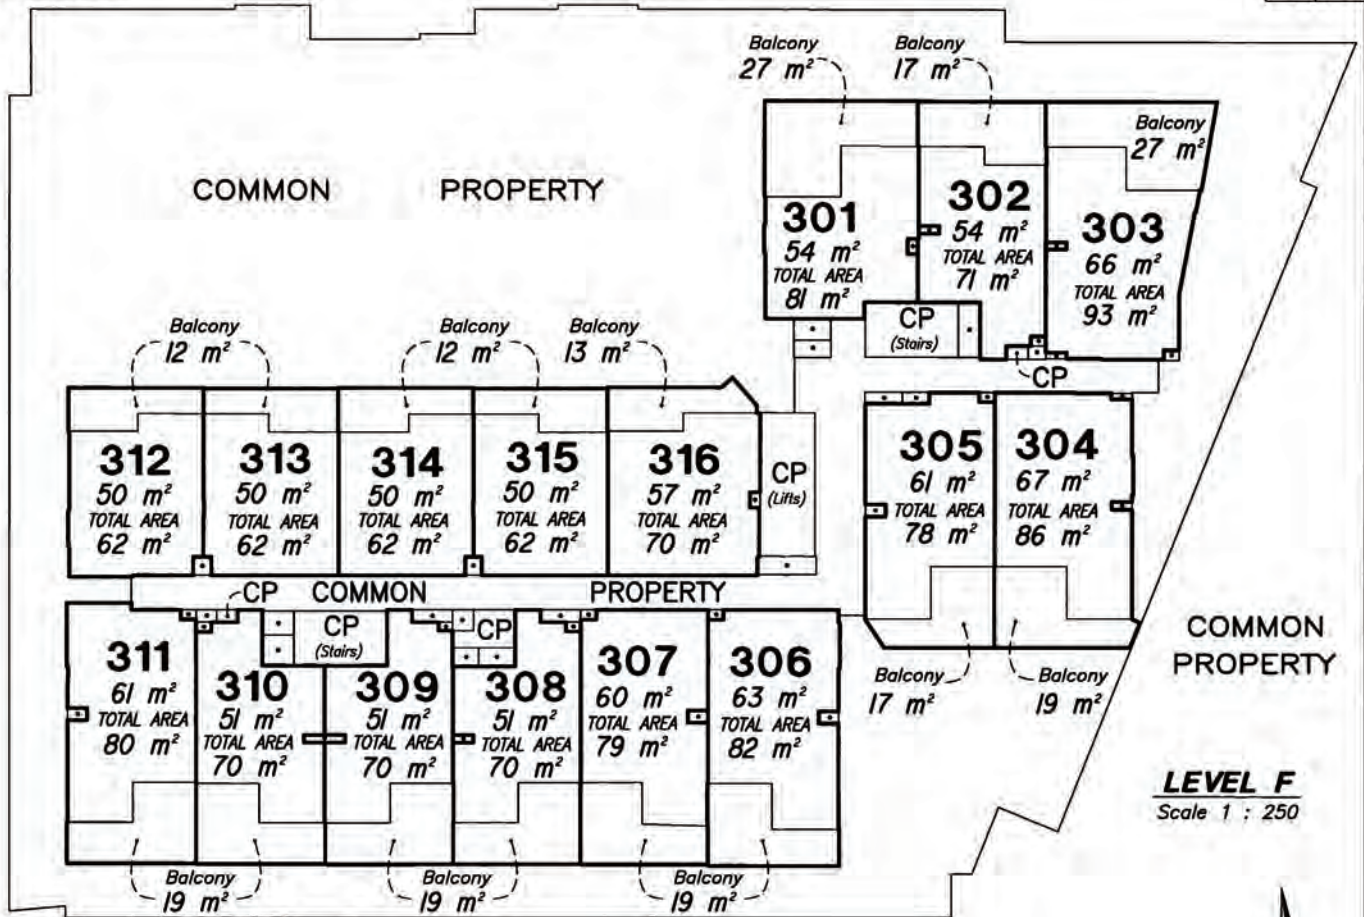 Balcony
27 m²
Balcony
17 m²
Balcony
27 m²
COMMON PROPERTY
301
54 m²
TOTAL AREA
81 m²
302
54 m²
TOTAL AREA
71 m²
303
66 m²
TOTAL AREA
93 m²
CP
(Stairs)
CP
Balcony
12 m²
Balcony
12 m²
Balcony
13 m²
312
50 m²
TOTAL AREA
62 m²
313
50 m²
TOTAL AREA
62 m²
314
50 m²
TOTAL AREA
62 m²
315
50 m²
TOTAL AREA
62 m²
316
57 m²
TOTAL AREA
70 m²
CP
(Lifts)
305
61 m²
TOTAL AREA
78 m²
304
67 m²
TOTAL AREA
86 m²
CP COMMON PROPERTY
CP
(Stairs)
CP
311
61 m²
TOTAL AREA
80 m²
310
51 m²
TOTAL AREA
70 m²
309
51 m²
TOTAL AREA
70 m²
308
51 m²
TOTAL AREA
70 m²
307
60 m²
TOTAL AREA
79 m²
306
63 m²
TOTAL AREA
82 m²
Balcony
17 m²
Balcony
19 m²
COMMON
PROPERTY
LEVEL F
Scale 1 : 250
Balcony
19 m²
Balcony
19 m²
Balcony
19 m²